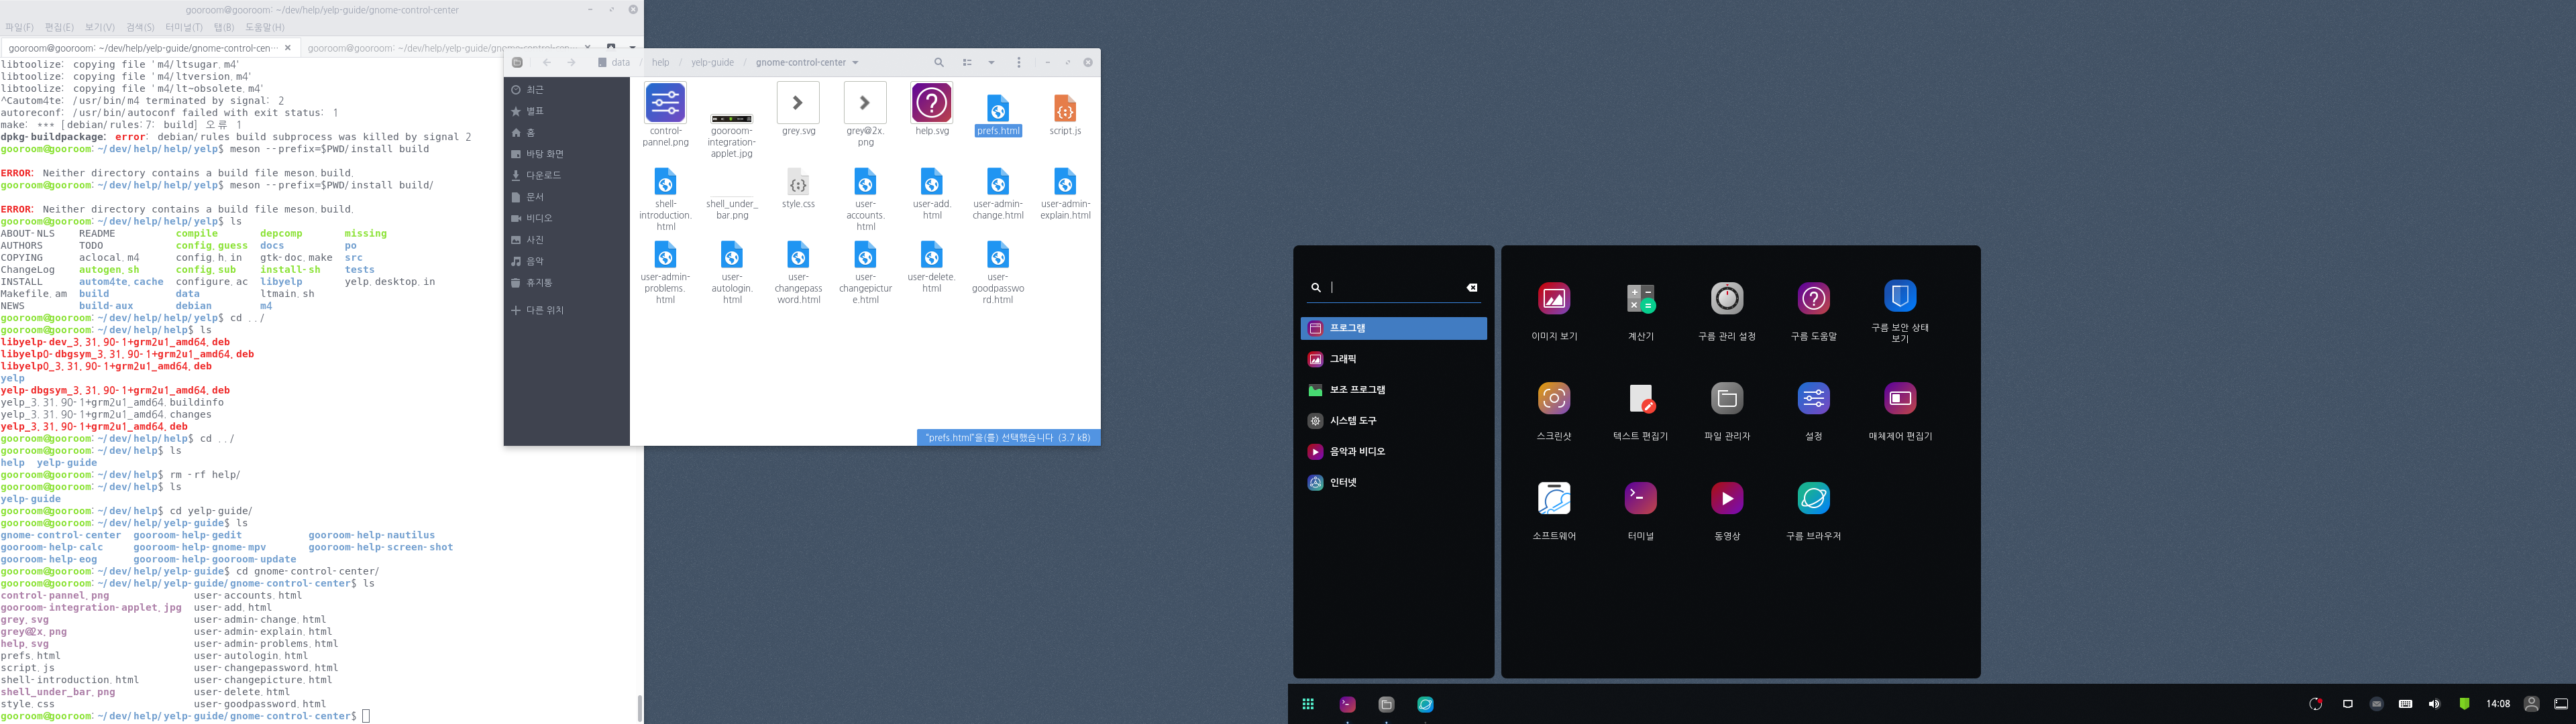 gooroom@gooroom: ~/dev/help/yelp-guide/gnome-control-center
파일(F) 편집(E) 보기(V) 검색(S) 터미널(T) 탭(B) 도움말(H)
gooroom@gooroom: ~/dev/help/yelp-guide/gnome-control-cen…
gooroom@gooroom: ~/dev/help/yelp-guide/gnome-control-cen…
libtoolize: copying file 'm4/ltsugar.m4'
libtoolize: copying file 'm4/ltversion.m4'
libtoolize: copying file 'm4/lt~obsolete.m4'
^Cautom4te: /usr/bin/m4 terminated by signal: 2
autoreconf: /usr/bin/autoconf failed with exit status: 1
make: *** [debian/rules:7: build] 오류 1
dpkg-buildpackage: error: debian/rules build subprocess was killed by signal 2
gooroom@gooroom:~/dev/help/help/yelp$ meson --prefix=$PWD/install build
ERROR: Neither directory contains a build file meson.build.
gooroom@gooroom:~/dev/help/help/yelp$ meson --prefix=$PWD/install build/
ERROR: Neither directory contains a build file meson.build.
gooroom@gooroom:~/dev/help/help/yelp$ ls
ABOUT-NLS README compile depcomp missing
AUTHORS TODO config.guess docs po
COPYING aclocal.m4 config.h.in gtk-doc.make src
ChangeLog autogen.sh config.sub install-sh tests
INSTALL autom4te.cache configure.ac libyelp yelp.desktop.in
Makefile.am build data ltmain.sh
NEWS build-aux debian m4
gooroom@gooroom:~/dev/help/help/yelp$ cd ../
gooroom@gooroom:~/dev/help/help$ ls
libyelp-dev_3.31.90-1+grm2u1_amd64.deb
libyelp0-dbgsym_3.31.90-1+grm2u1_amd64.deb
libyelp0_3.31.90-1+grm2u1_amd64.deb
yelp
yelp-dbgsym_3.31.90-1+grm2u1_amd64.deb
yelp_3.31.90-1+grm2u1_amd64.buildinfo
yelp_3.31.90-1+grm2u1_amd64.changes
yelp_3.31.90-1+grm2u1_amd64.deb
gooroom@gooroom:~/dev/help/help$ cd ../
gooroom@gooroom:~/dev/help$ ls
help yelp-guide
gooroom@gooroom:~/dev/help$ rm -rf help/
gooroom@gooroom:~/dev/help$ ls
yelp-guide
gooroom@gooroom:~/dev/help$ cd yelp-guide/
gooroom@gooroom:~/dev/help/yelp-guide$ ls
gnome-control-center gooroom-help-gedit gooroom-help-nautilus
gooroom-help-calc gooroom-help-gnome-mpv gooroom-help-screen-shot
gooroom-help-eog gooroom-help-gooroom-update
gooroom@gooroom:~/dev/help/yelp-guide$ cd gnome-control-center/
gooroom@gooroom:~/dev/help/yelp-guide/gnome-control-center$ ls
control-pannel.png user-accounts.html
gooroom-integration-applet.jpg user-add.html
grey.svg user-admin-change.html
grey@2x.png user-admin-explain.html
help.svg user-admin-problems.html
prefs.html user-autologin.html
script.js user-changepassword.html
shell-introduction.html user-changepicture.html
shell_under_bar.png user-delete.html
style.css user-goodpassword.html
gooroom@gooroom:~/dev/help/yelp-guide/gnome-control-center$
data / help / yelp-guide / gnome-control-center
최근
별표
홈
바탕 화면
다운로드
문서
비디오
사진
음악
휴지통
다른 위치
control-
pannel.png
gooroom-
integration-
applet.jpg
grey.svg
grey@2x.
png
help.svg
prefs.html
script.js
shell-
introduction.
html
shell_under_
bar.png
style.css
user-
accounts.
html
user-add.
html
user-admin-
change.html
user-admin-
explain.html
user-admin-
problems.
html
user-
autologin.
html
user-
changepass
word.html
user-
changepictur
e.html
user-delete.
html
user-
goodpasswo
rd.html
"prefs.html"을(를) 선택했습니다 (3.7 kB)
프로그램
그래픽
보조 프로그램
시스템 도구
음악과 비디오
인터넷
이미지 보기
계산기
구름 관리 설정
구름 도움말
구름 보안 상태
보기
스크린샷
텍스트 편집기
파일 관리자
설정
매체제어 편집기
소프트웨어
터미널
동영상
구름 브라우저
14:08